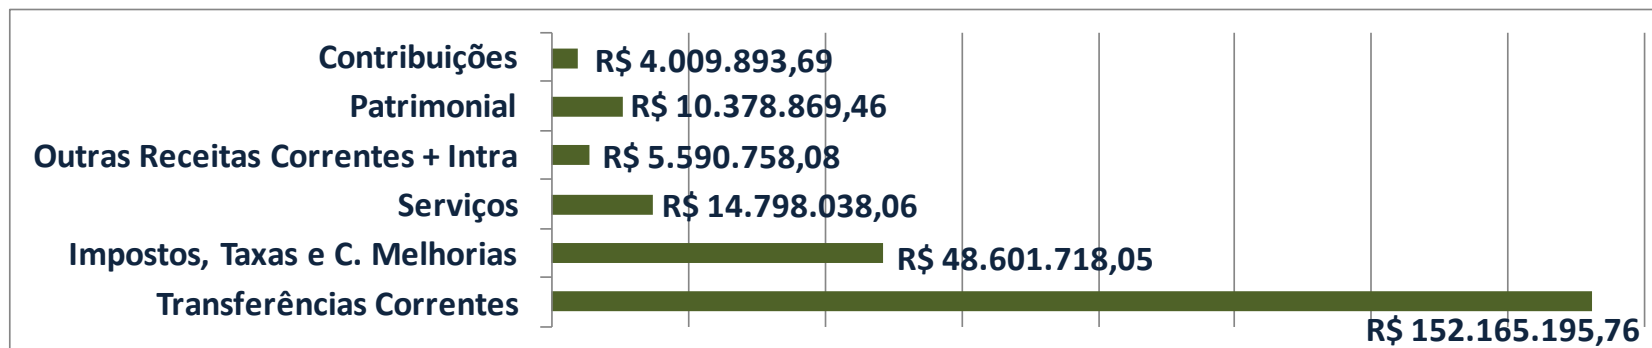 Contribuições R$ 4.009.893,69
Patrimonial R$ 10.378.869,46
Outras Receitas Correntes + Intra R$ 5.590.758,08
Serviços R$ 14.798.038,06
Impostos, Taxas e C. Melhorias R$ 48.601.718,05
Transferências Correntes
R$ 152.165.195,76